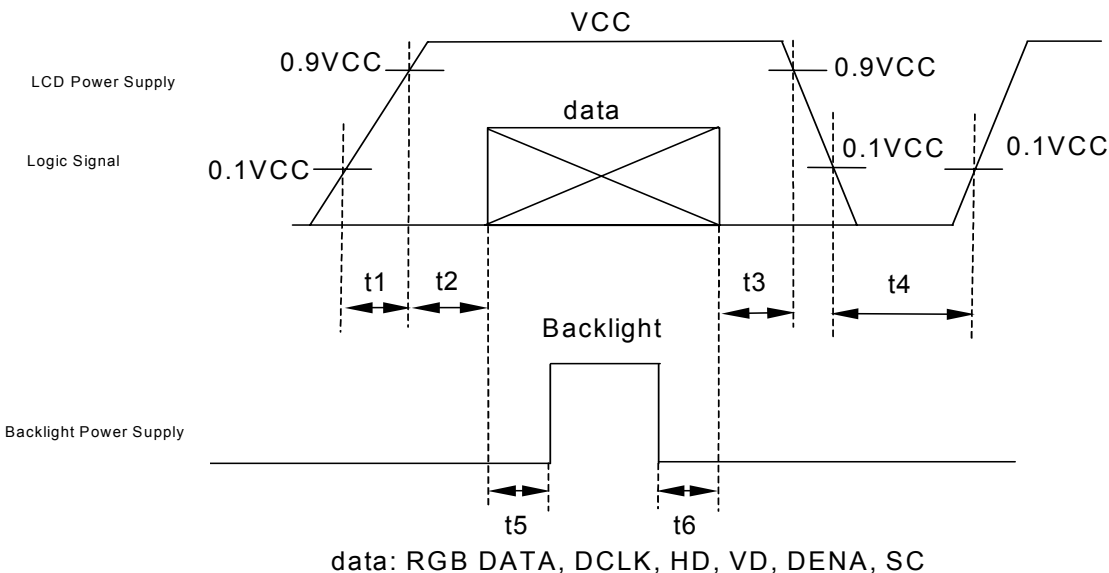 VCC
0.9VCC
0.9VCC
LCD Power Supply
data
Logic Signal
0.1VCC
0.1VCC
0.1VCC
t1
t2
t3
t4
Backlight
Backlight Power Supply
t5
t6
data: RGB DATA, DCLK, HD, VD, DENA, SC